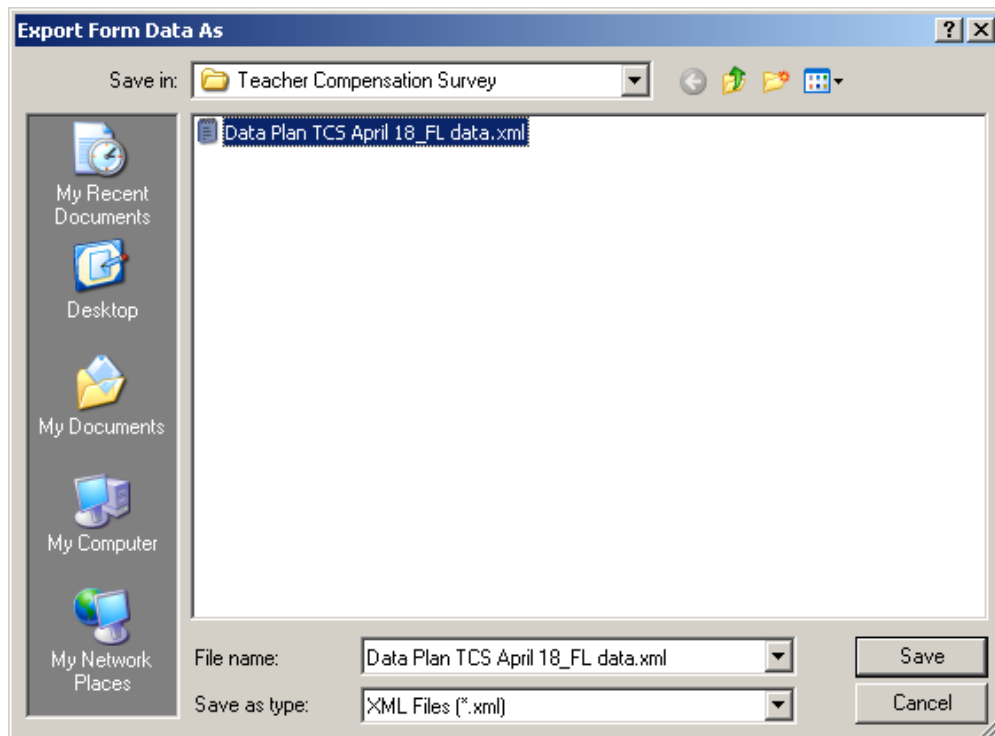 Export Form Data As
Save in:
Teacher Compensation Survey
Data Plan TCS April 18_FL data.xml
My Recent
Documents
Desktop
My Documents
My Computer
My Network
Places
File name:
Data Plan TCS April 18_FL data.xml
Save
Save as type:
XML Files (*.xml)
Cancel